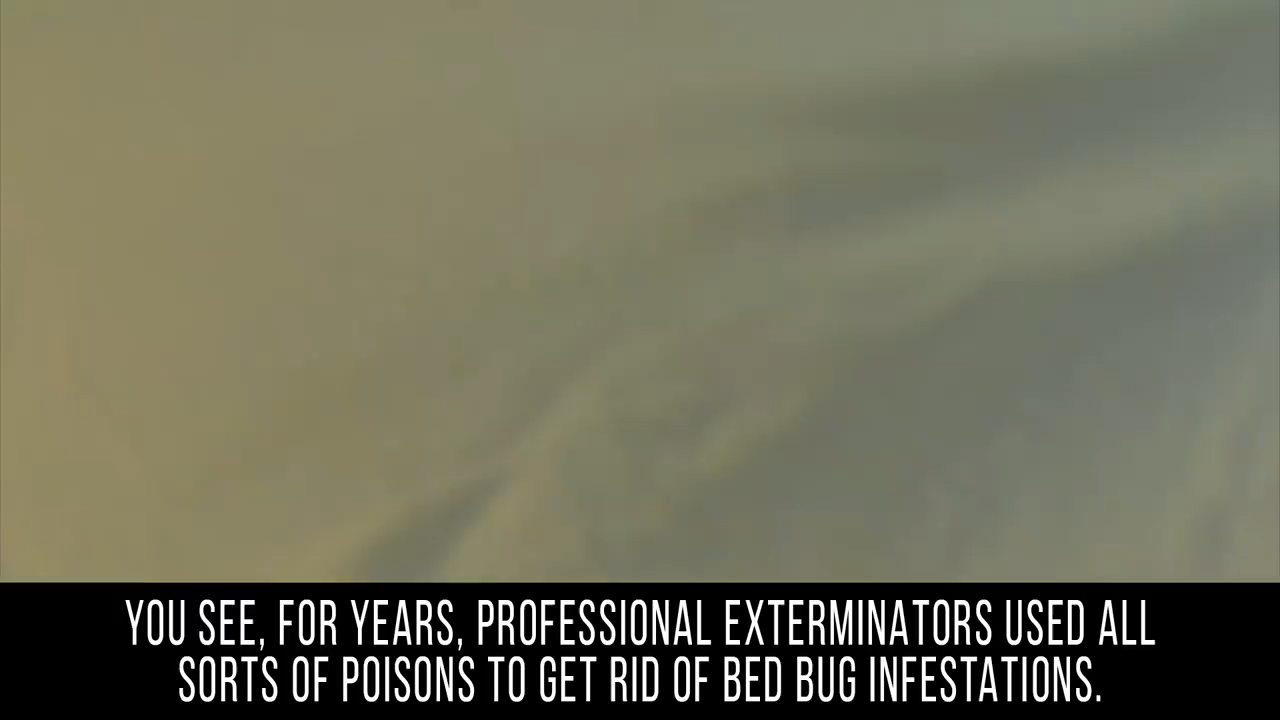 YOU SEE, FOR YEARS, PROFESSIONAL EXTERMINATORS USED ALL
SORTS OF POISONS TO GET RID OF BED BUG INFESTATIONS.